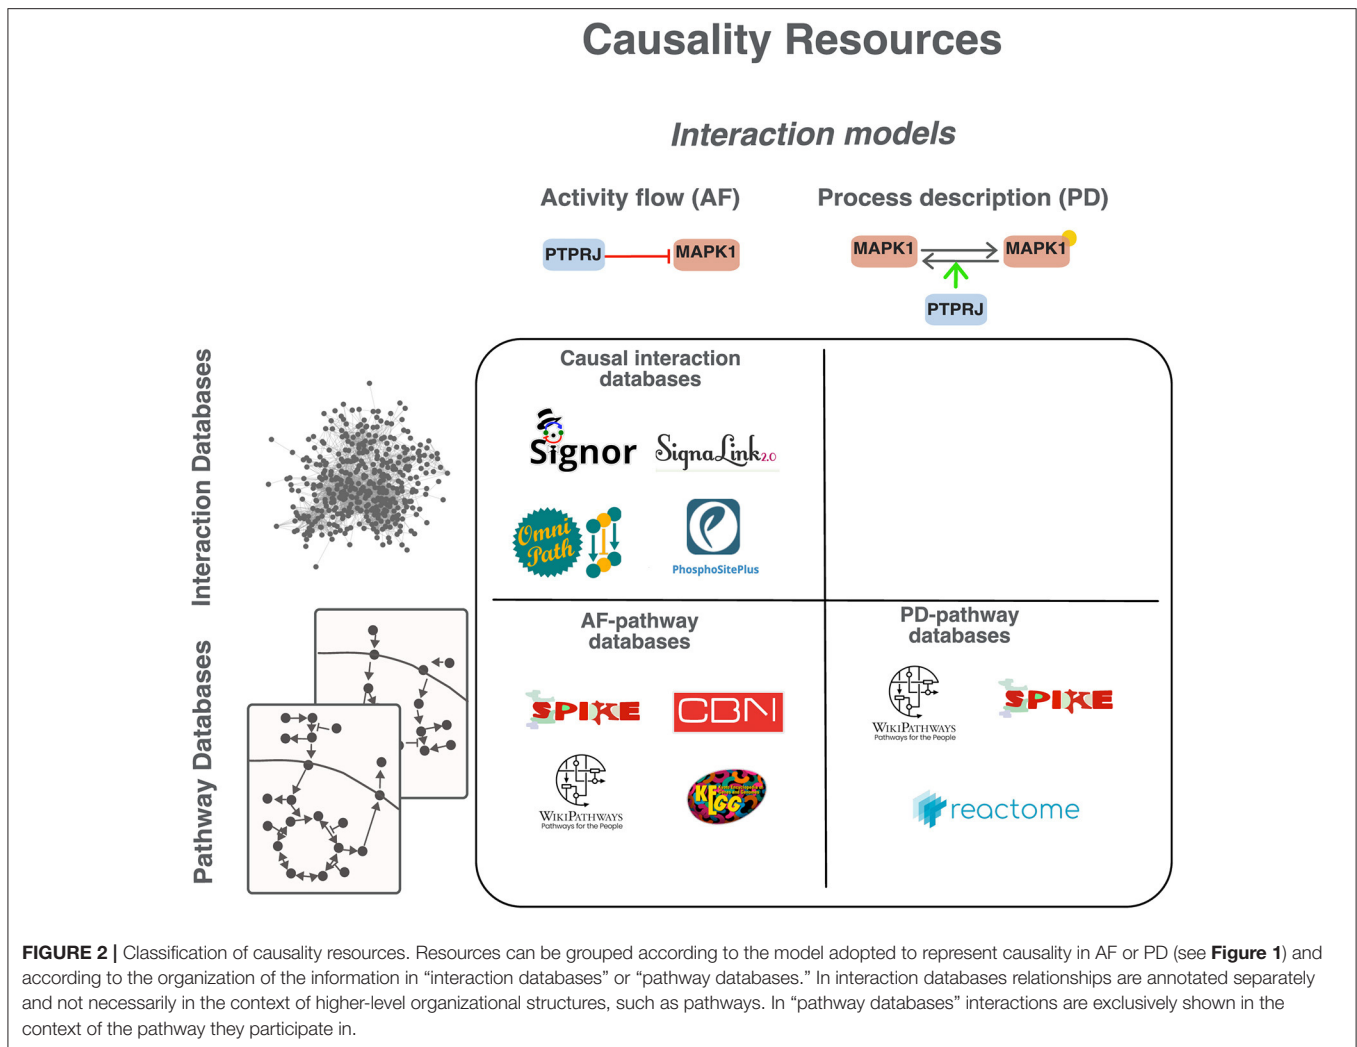 Causality Resources
Interaction models
Activity flow (AF)
Process description (PD)
PTPRJ
MAPK1
MAPK1
MAPK1
PTPRJ
Interaction Databases
Causal interaction
databases
Signor
SignaLink2.0
Omni
Path
PhosphoSitePlus
Pathway Databases
AF-pathway
databases
SPIKE
CBN
WIKIPATHWAYS
Pathways for the People
KEGG
PD-pathway
databases
WIKIPATHWAYS
Pathways for the People
SPIKE
reactome
FIGURE 2 | Classification of causality resources. Resources can be grouped according to the model adopted to represent causality in AF or PD (see Figure 1) and
according to the organization of the information in “interaction databases” or “pathway databases.” In interaction databases relationships are annotated separately
and not necessarily in the context of higher-level organizational structures, such as pathways. In “pathway databases” interactions are exclusively shown in the
context of the pathway they participate in.